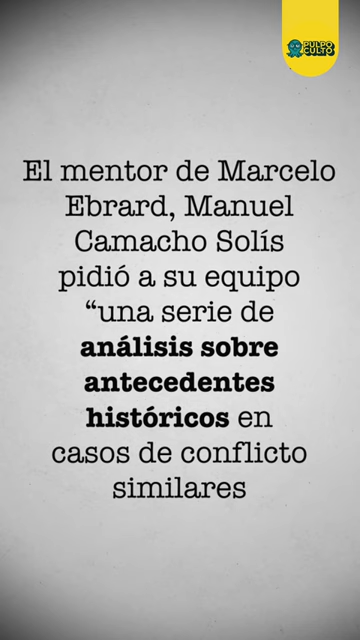 PULPO
CULTO
El mentor de Marcelo
Ebrard, Manuel
Camacho Solís
pidió a su equipo
“una serie de
análisis sobre
antecedentes
históricos en
casos de conflicto
similares